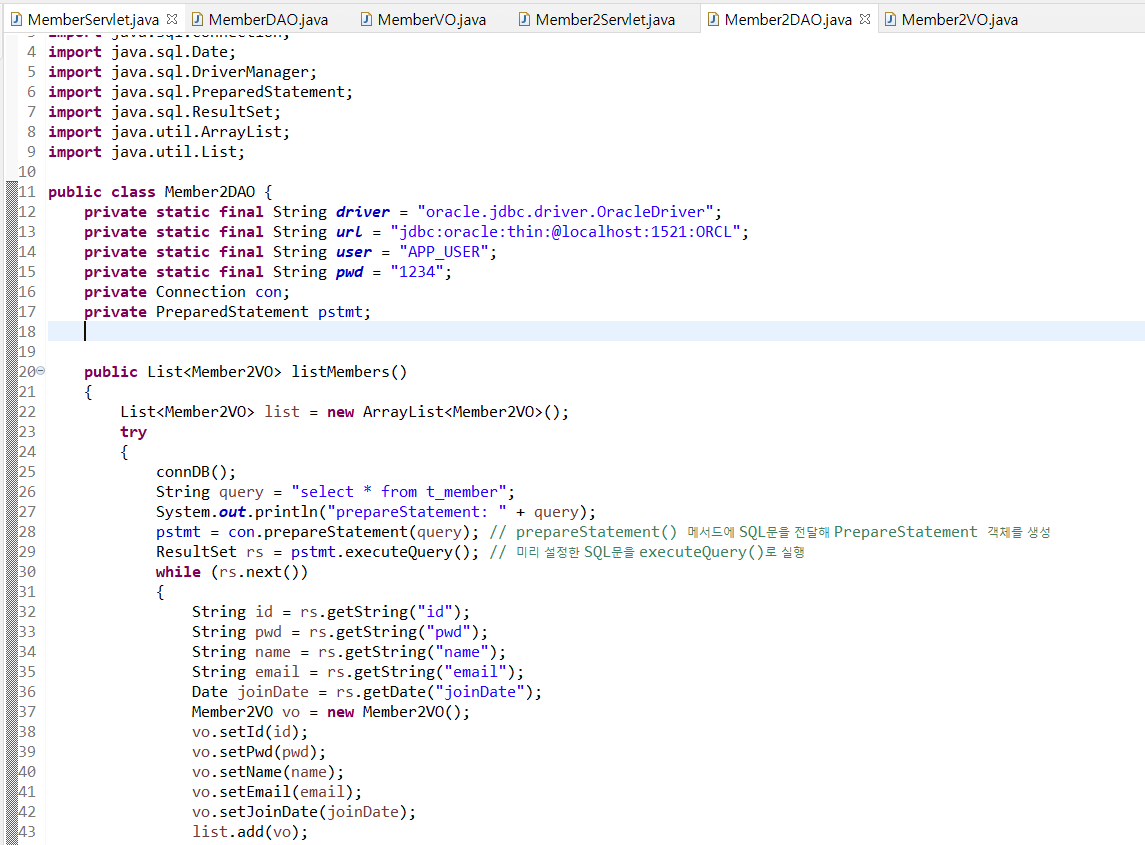 MemberServlet.java MemberDAO.java MemberVO.java Member2Servlet.java Member2DAO.java Member2VO.java
3 import java.sql.Connection;
4 import java.sql.Date;
5 import java.sql.DriverManager;
6 import java.sql.PreparedStatement;
7 import java.sql.ResultSet;
8 import java.util.ArrayList;
9 import java.util.List;
10
11 public class Member2DAO {
12 private static final String driver = "oracle.jdbc.driver.OracleDriver";
13 private static final String url = "jdbc:oracle:thin:@localhost:1521:ORCL";
14 private static final String user = "APP_USER";
15 private static final String pwd = "1234";
16 private Connection con;
17 private PreparedStatement pstmt;
18
19
20 public List<Member2VO> listMembers()
21 {
22 List<Member2VO> list = new ArrayList<Member2VO>();
23 try
24 {
25 connDB();
26 String query = "select * from t_member";
27 System.out.println("prepareStatement: " + query);
28 pstmt = con.prepareStatement(query); // prepareStatement() 메서드에 SQL문을 전달해 PrepareStatement 객체를 생성
29 ResultSet rs = pstmt.executeQuery(); // 미리 설정한 SQL문을 executeQuery()로 실행
30 while (rs.next())
31 {
32 String id = rs.getString("id");
33 String pwd = rs.getString("pwd");
34 String name = rs.getString("name");
35 String email = rs.getString("email");
36 Date joinDate = rs.getDate("joinDate");
37 Member2VO vo = new Member2VO();
38 vo.setId(id);
39 vo.setPwd(pwd);
40 vo.setName(name);
41 vo.setEmail(email);
42 vo.setJoinDate(joinDate);
43 list.add(vo);